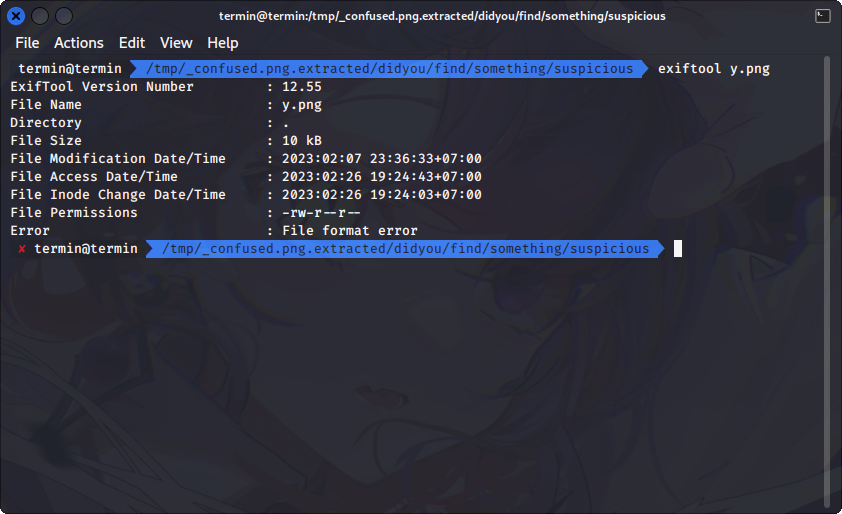 termin@termin:/tmp/_confused.png.extracted/didyou/find/something/suspicious
File Actions Edit View Help
termin@termin /tmp/_confused.png.extracted/didyou/find/something/suspicious exiftool y.png
ExifTool Version Number : 12.55
File Name : y.png
Directory : .
File Size : 10 kB
File Modification Date/Time : 2023:02:07 23:36:33+07:00
File Access Date/Time : 2023:02:26 19:24:43+07:00
File Inode Change Date/Time : 2023:02:26 19:24:03+07:00
File Permissions : -rw-r--r--
Error : File format error
✘ termin@termin /tmp/_confused.png.extracted/didyou/find/something/suspicious